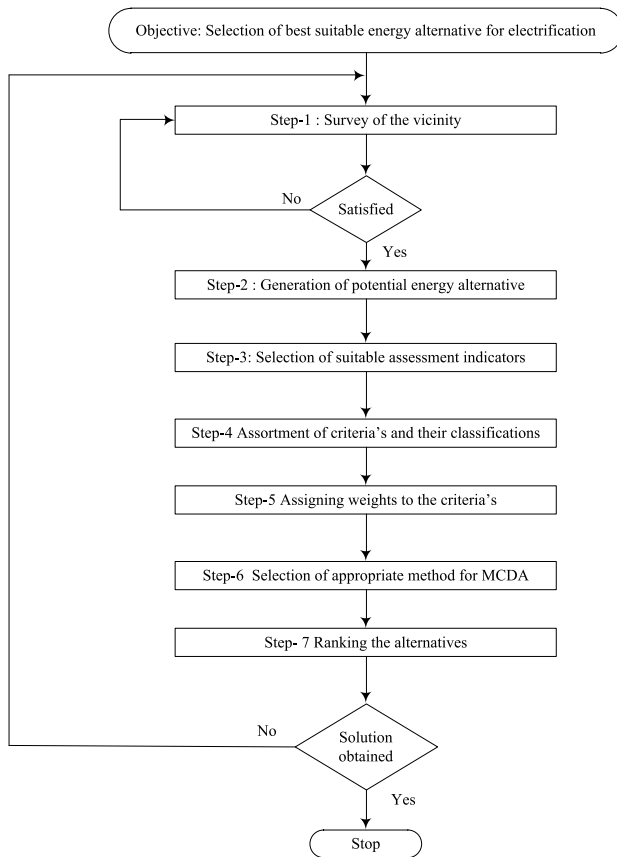 Objective: Selection of best suitable energy alternative for electrification
Step-1 : Survey of the vicinity
No
Satisfied
Yes
Step-2 : Generation of potential energy alternative
Step-3: Selection of suitable assessment indicators
Step-4 Assortment of criteria’s and their classifications
Step-5 Assigning weights to the criteria’s
Step-6 Selection of appropriate method for MCDA
Step- 7 Ranking the alternatives
No
Solution
obtained
Yes
Stop